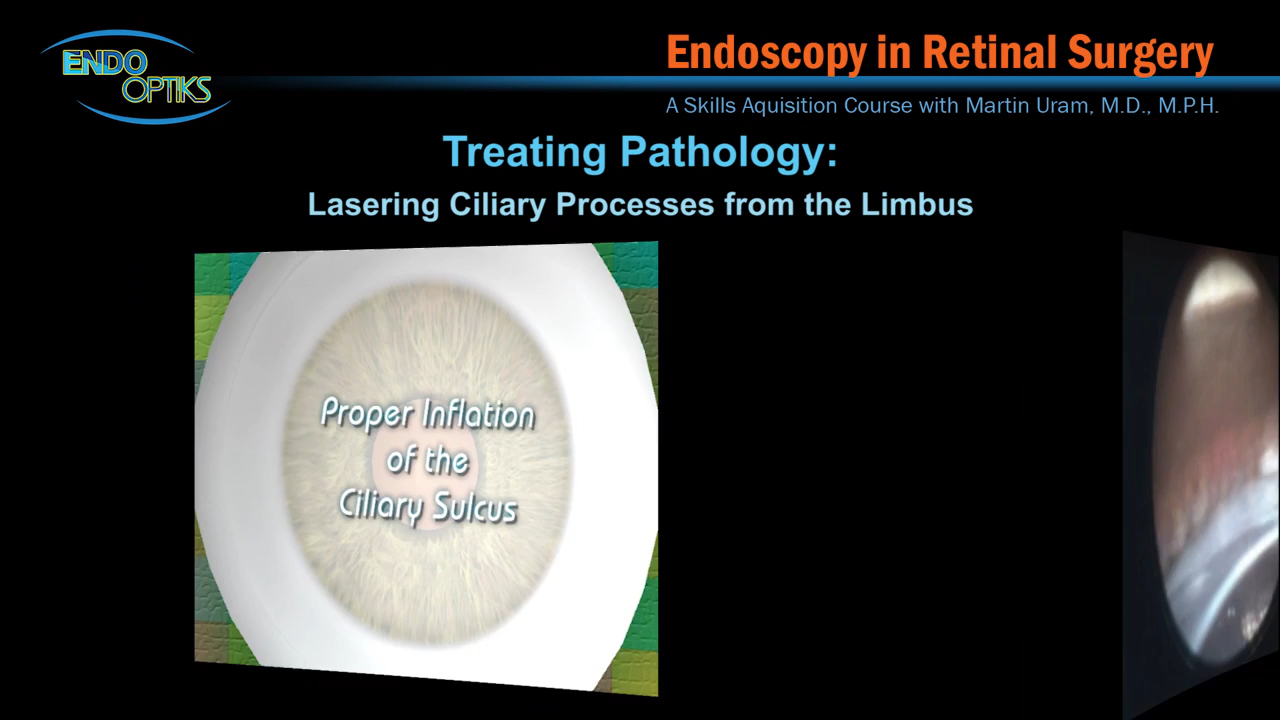 ENDO
OPTIKS
Endoscopy in Retinal Surgery
A Skills Aquisition Course with Martin Uram, M.D., M.P.H.
Treating Pathology:
Lasering Ciliary Processes from the Limbus
Proper Inflation
of the
Ciliary Sulcus